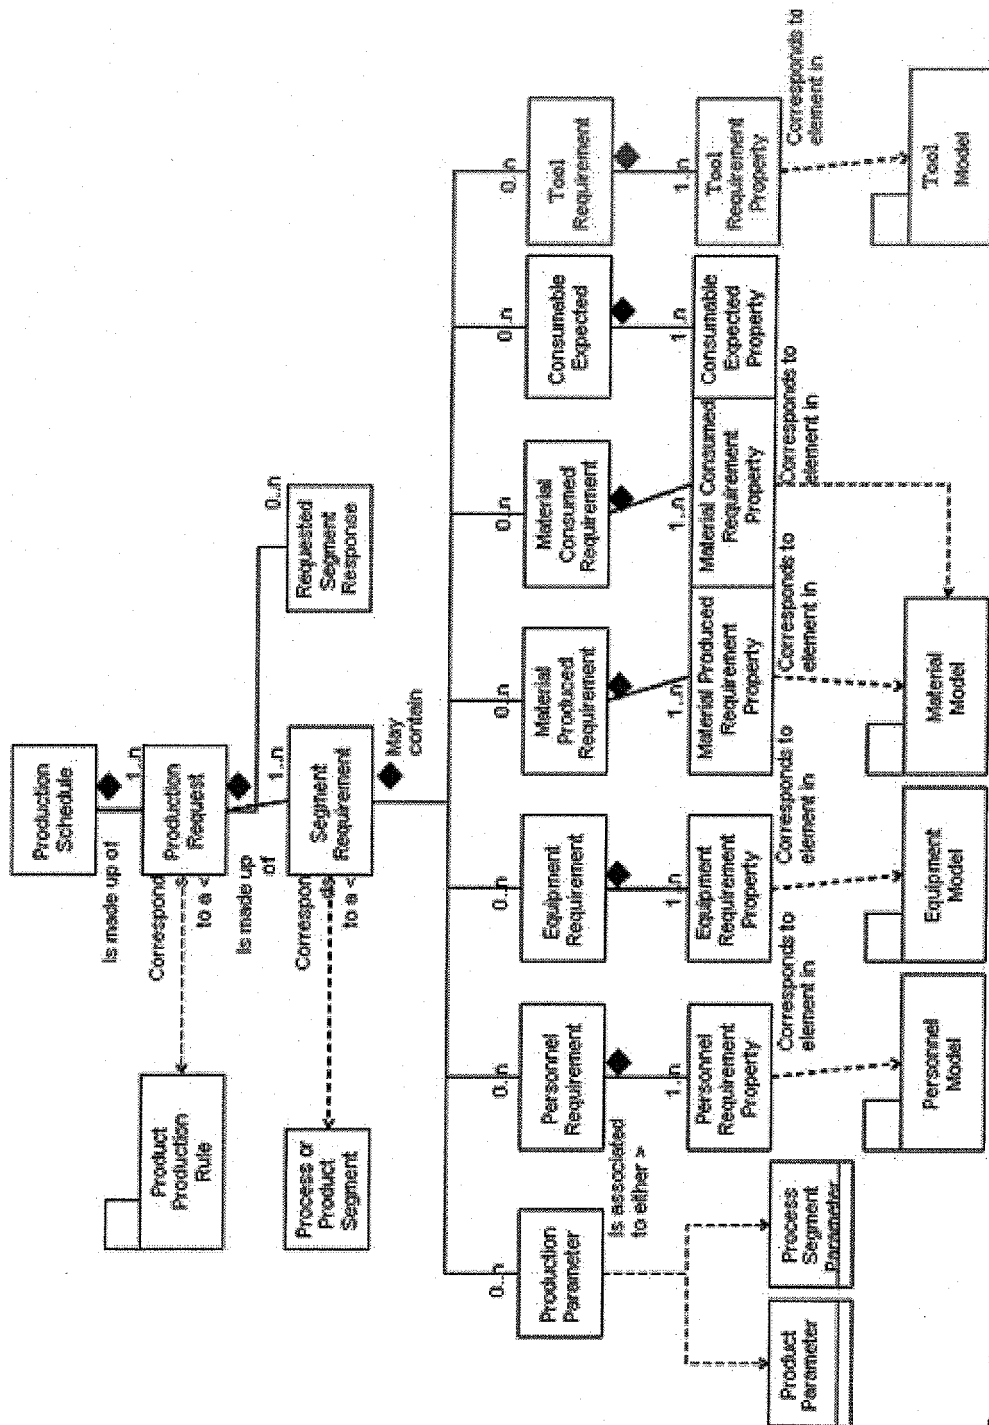 Production
Schedule
Is made up of
1..n
Production
Request
Correspond
to a <
Product
Production
Rule
Is made up
of
1..n
0..n
Requested
Segment
Response
Segment
Requirement
Correspon
ds
to a <
Process or
Product
Segment
May
contain
0..n
Production
Parameter
Is associated
to either >
Product
Parameter
Process
Segment
Parameter
0..n
Personnel
Requirement
1..n
Personnel
Requirement
Property
Corresponds to
element in
Personnel
Model
0..n
Equipment
Requirement
1..n
Equipment
Requirement
Property
Corresponds to
element in
Equipment
Model
0..n
Material
Produced
Requirement
1..n
Material Produced
Requirement
Property
Corresponds to
element in
Material
Model
0..n
Material
Consumed
Requirement
1..n
Material Consumed
Requirement
Property
Corresponds to
element in
0..n
Consumable
Expected
1..n
Consumable
Expected
Property
0..n
Tool
Requirement
1..n
Tool
Requirement
Property
Corresponds to
element in
Tool
Model